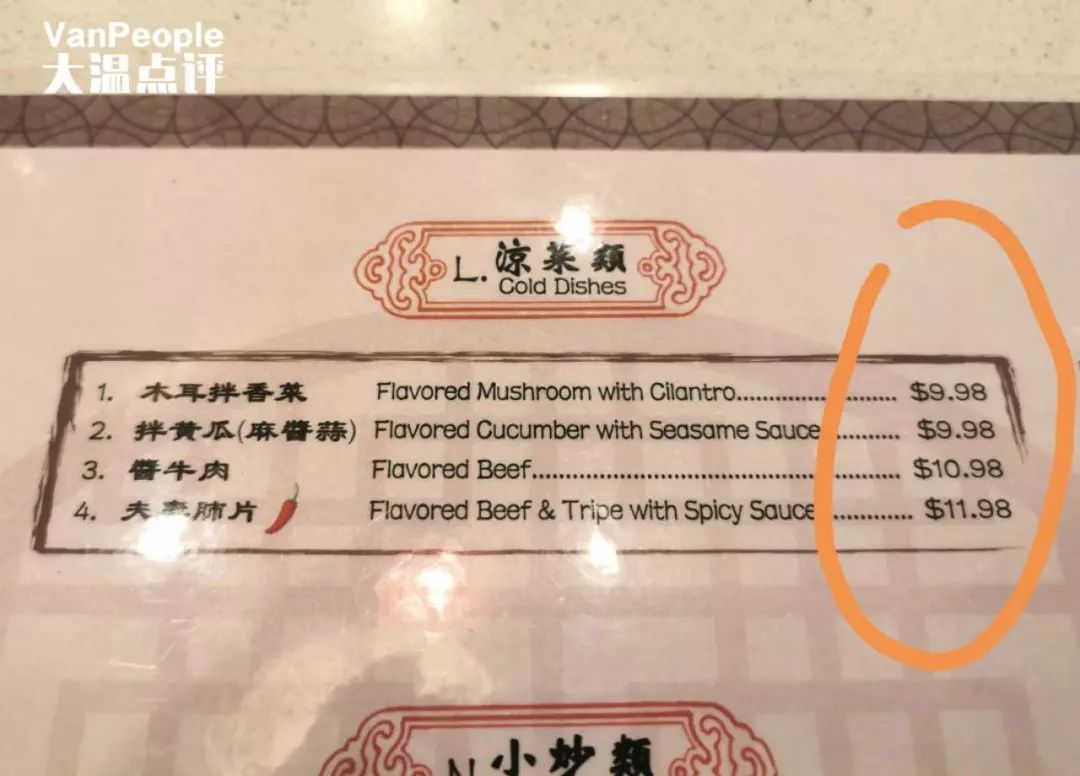 VanPeople
大温点评
L. 涼菜類
Cold Dishes
1. 木耳拌香菜 Flavored Mushroom with Cilantro........................ $9.98
2. 拌黄瓜(麻醬蒜) Flavored Cucumber with Seasame Sauce .......... $9.98
3. 醬牛肉 Flavored Beef....................................................... $10.98
4. 夫妻肺片 Flavored Beef & Tripe with Spicy Sauce ............ $11.98
N. 小炒類